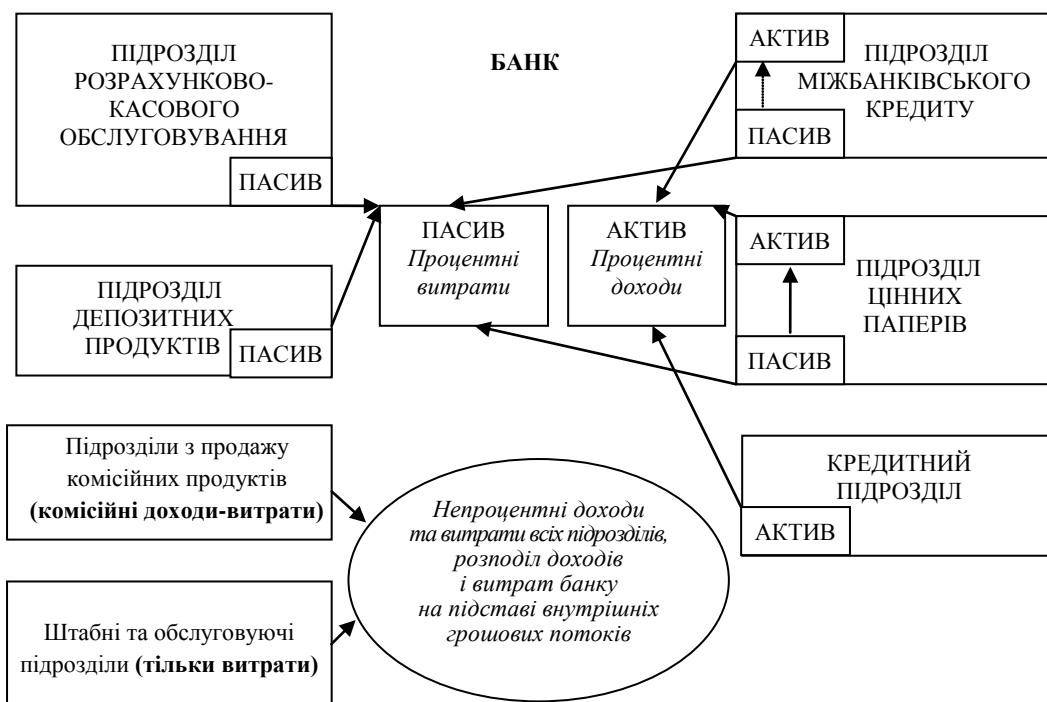 ПІДРОЗДІЛ
РОЗРАХУНКОВО-
КАСОВОГО
ОБСЛУГОВУВАННЯ
ПАСИВ
БАНК
АКТИВ
ПІДРОЗДІЛ
МІЖБАНКІВСЬКОГО
КРЕДИТУ
ПАСИВ
ПАСИВ
Процентні
витрати
АКТИВ
Процентні
доходи
ПІДРОЗДІЛ
ДЕПОЗИТНИХ
ПРОДУКТІВ
ПАСИВ
АКТИВ
ПІДРОЗДІЛ
ЦІННИХ
ПАПЕРІВ
ПАСИВ
Підрозділи з продажу
комісійних продуктів
(комісійні доходи-витрати)
КРЕДИТНИЙ
ПІДРОЗДІЛ
АКТИВ
Непроцентні доходи
та витрати всіх підрозділів,
розподіл доходів
і витрат банку
на підставі внутрішніх
грошових потоків
Штабні та обслуговуючі
підрозділи (тільки витрати)